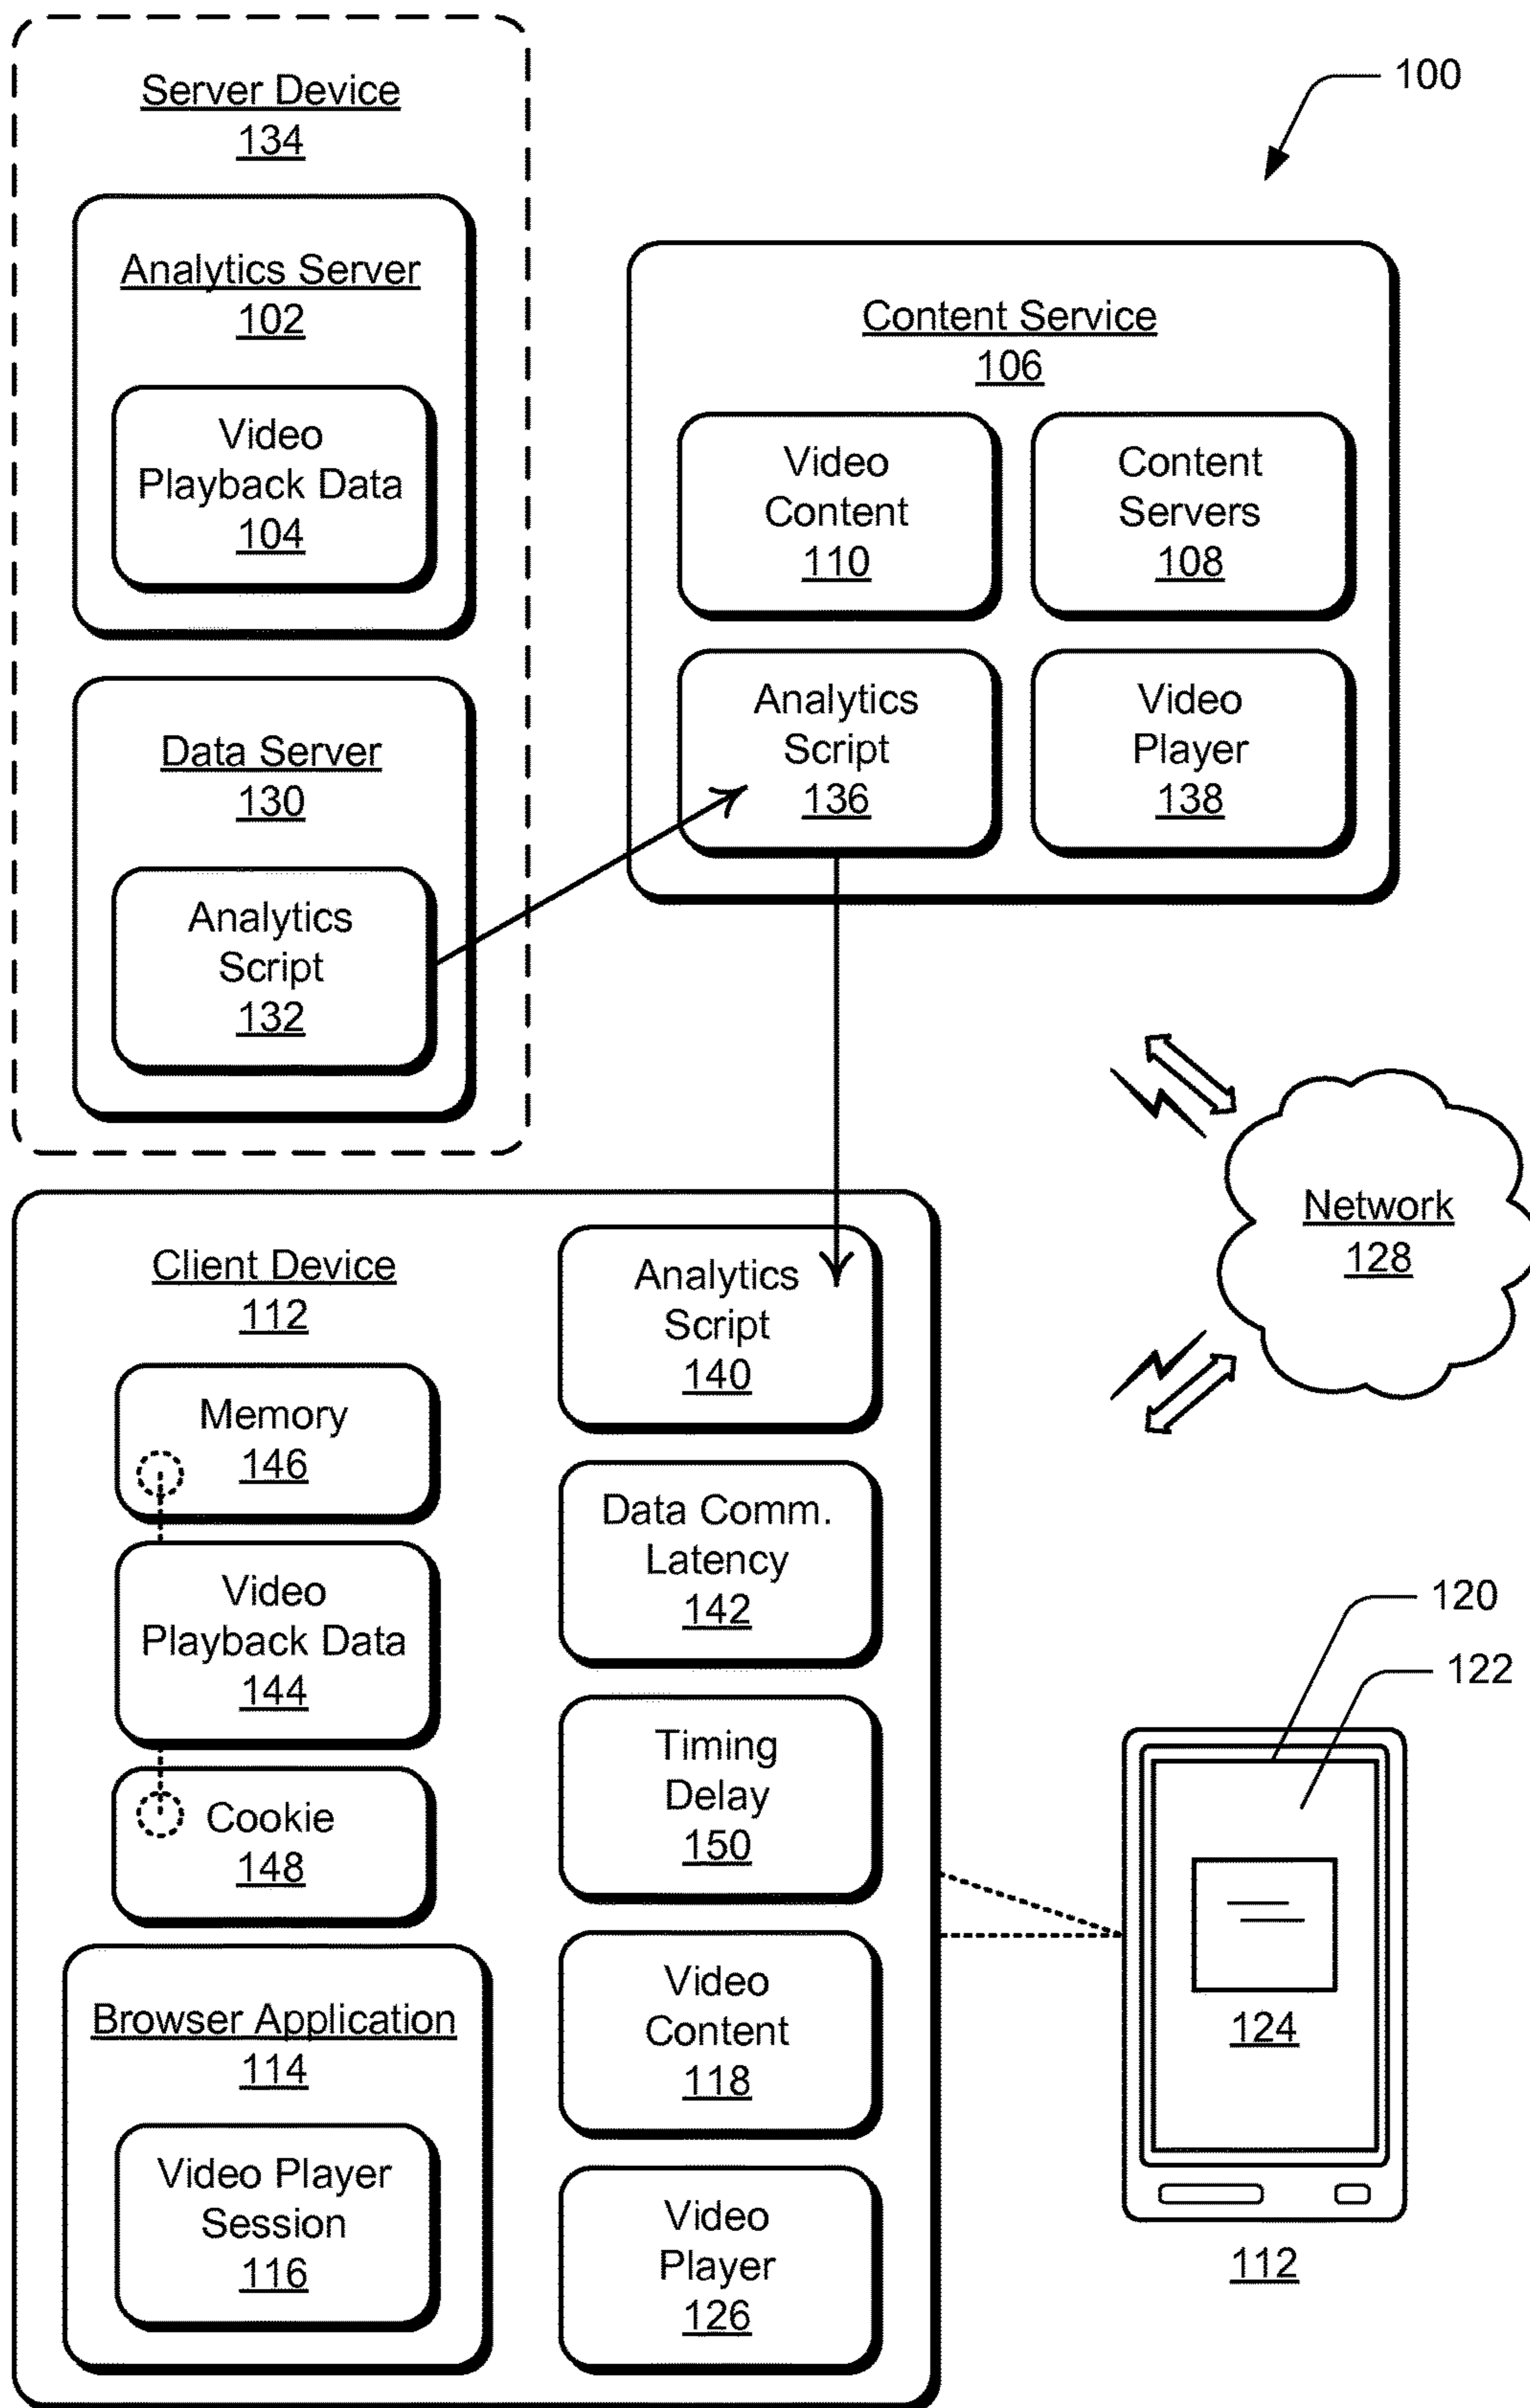 Server Device
134
Analytics Server
102
Video
Playback Data
104
Data Server
130
Analytics
Script
132
100
Content Service
106
Video
Content
110
Content
Servers
108
Analytics
Script
136
Video
Player
138
Network
128
Client Device
112
Memory
146
Video
Playback Data
144
Cookie
148
Browser Application
114
Video Player
Session
116
Analytics
Script
140
Data Comm.
Latency
142
Timing
Delay
150
Video
Content
118
Video
Player
126
120
122
124
112